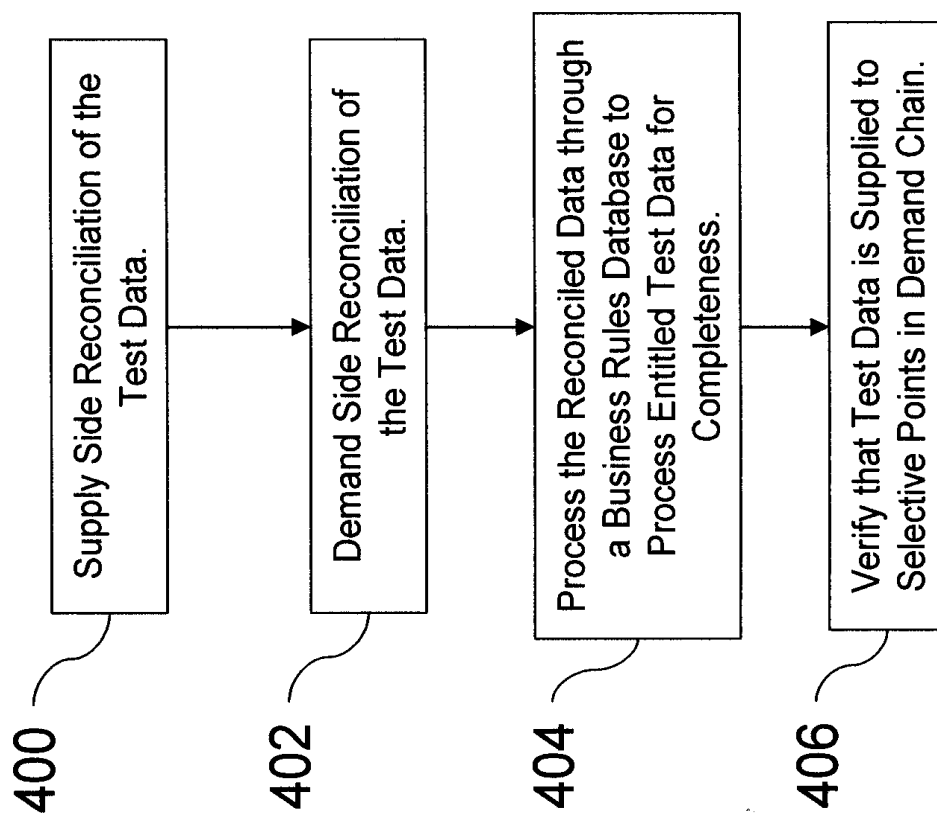 400
Supply Side Reconciliation of the
Test Data.
402
Demand Side Reconciliation of
the Test Data.
404
Process the Reconciled Data through
a Business Rules Database to
Process Entitled Test Data for
Completeness.
406
Verify that Test Data is Supplied to
Selective Points in Demand Chain.